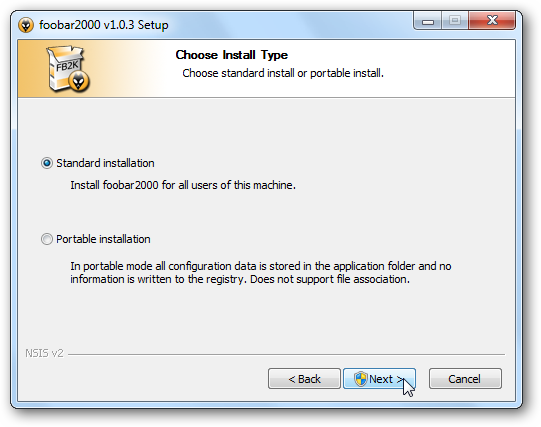 foobar2000 v1.0.3 Setup
FB2K
Choose Install Type
Choose standard install or portable install.
Standard installation
Install foobar2000 for all users of this machine.
Portable installation
In portable mode all configuration data is stored in the application folder and no
information is written to the registry. Does not support file association.
NSIS v2
< Back
Next >
Cancel